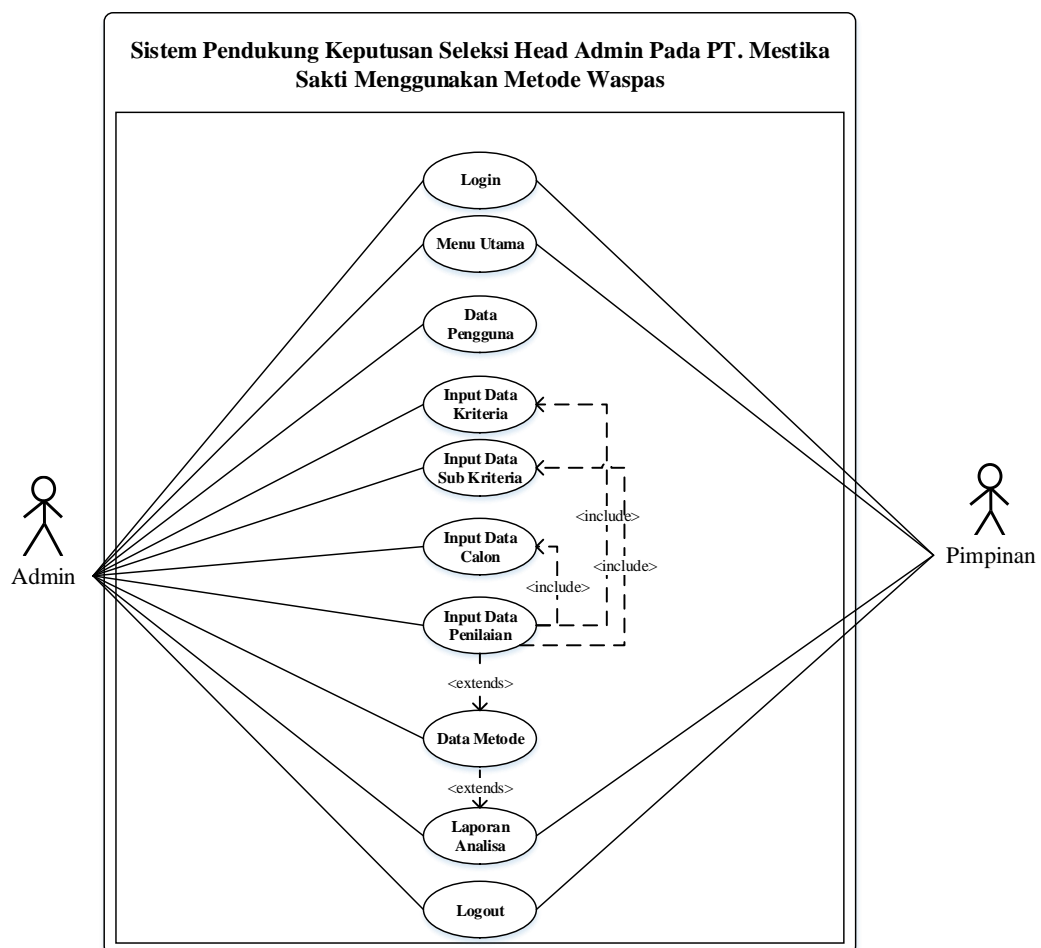 Sistem Pendukung Keputusan Seleksi Head Admin Pada PT. Mestika
Sakti Menggunakan Metode Waspas
Login
Menu Utama
Data
Pengguna
Input Data
Kriteria
Input Data
Sub Kriteria
<include>
Input Data
Calon
<include>
<include>
Admin
Pimpinan
Input Data
Penilaian
<extends>
Data Metode
<extends>
Laporan
Analisa
Logout